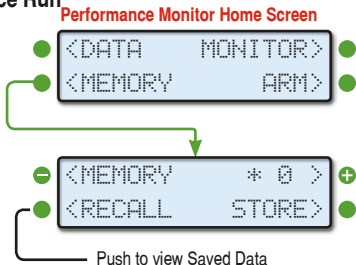 ce Run
Performance Monitor Home Screen
<DATA MONITOR>
<MEMORY ARM>
− <MEMORY * 0 > +
<RECALL STORE>
Push to view Saved Data